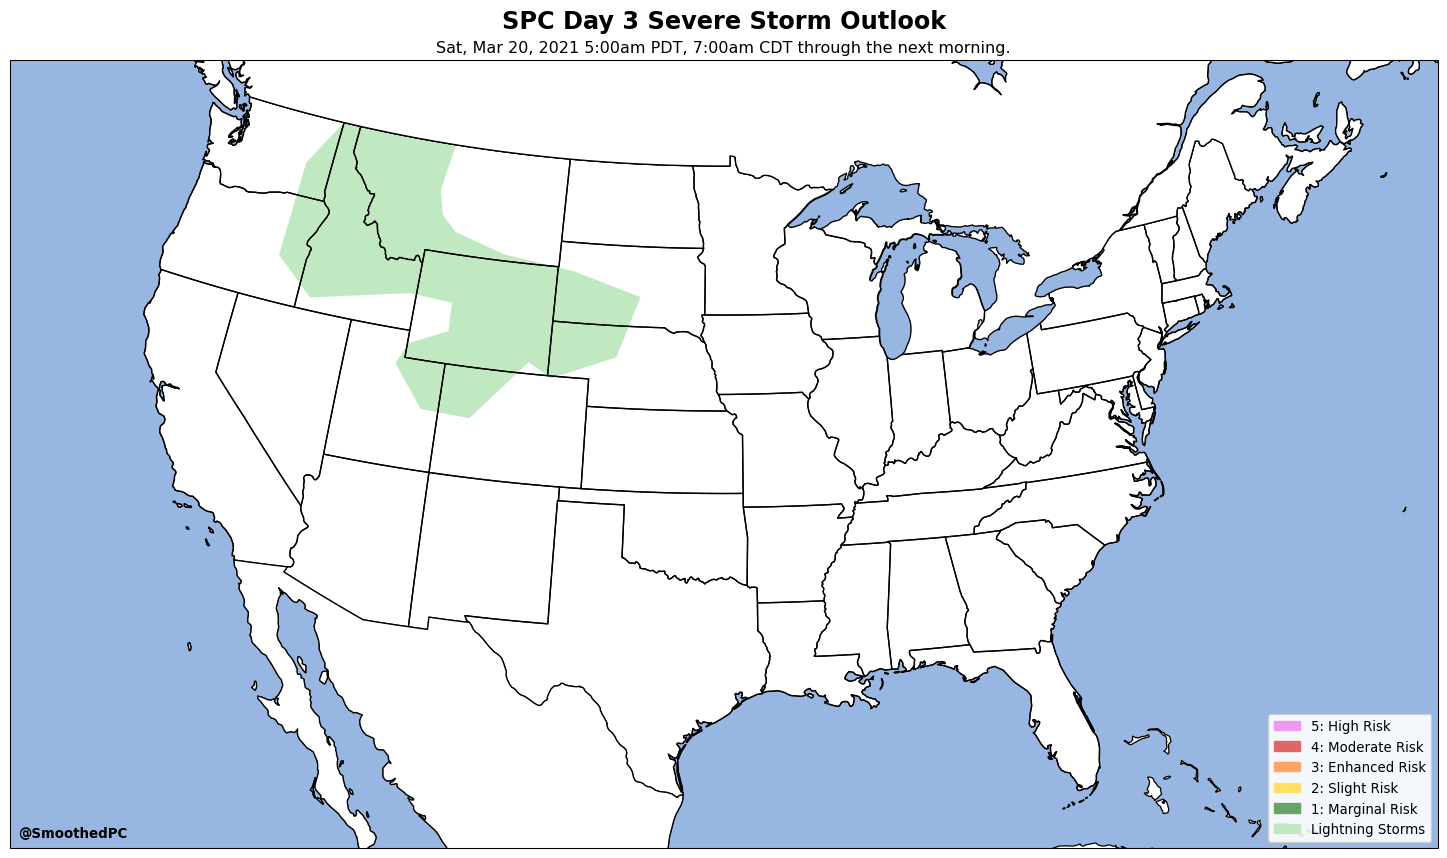 SPC Day 3 Severe Storm Outlook
Sat, Mar 20, 2021 5:00am PDT, 7:00am CDT through the next morning.
5: High Risk
4: Moderate Risk
3: Enhanced Risk
2: Slight Risk
1: Marginal Risk
Lightning Storms
@SmoothedPC